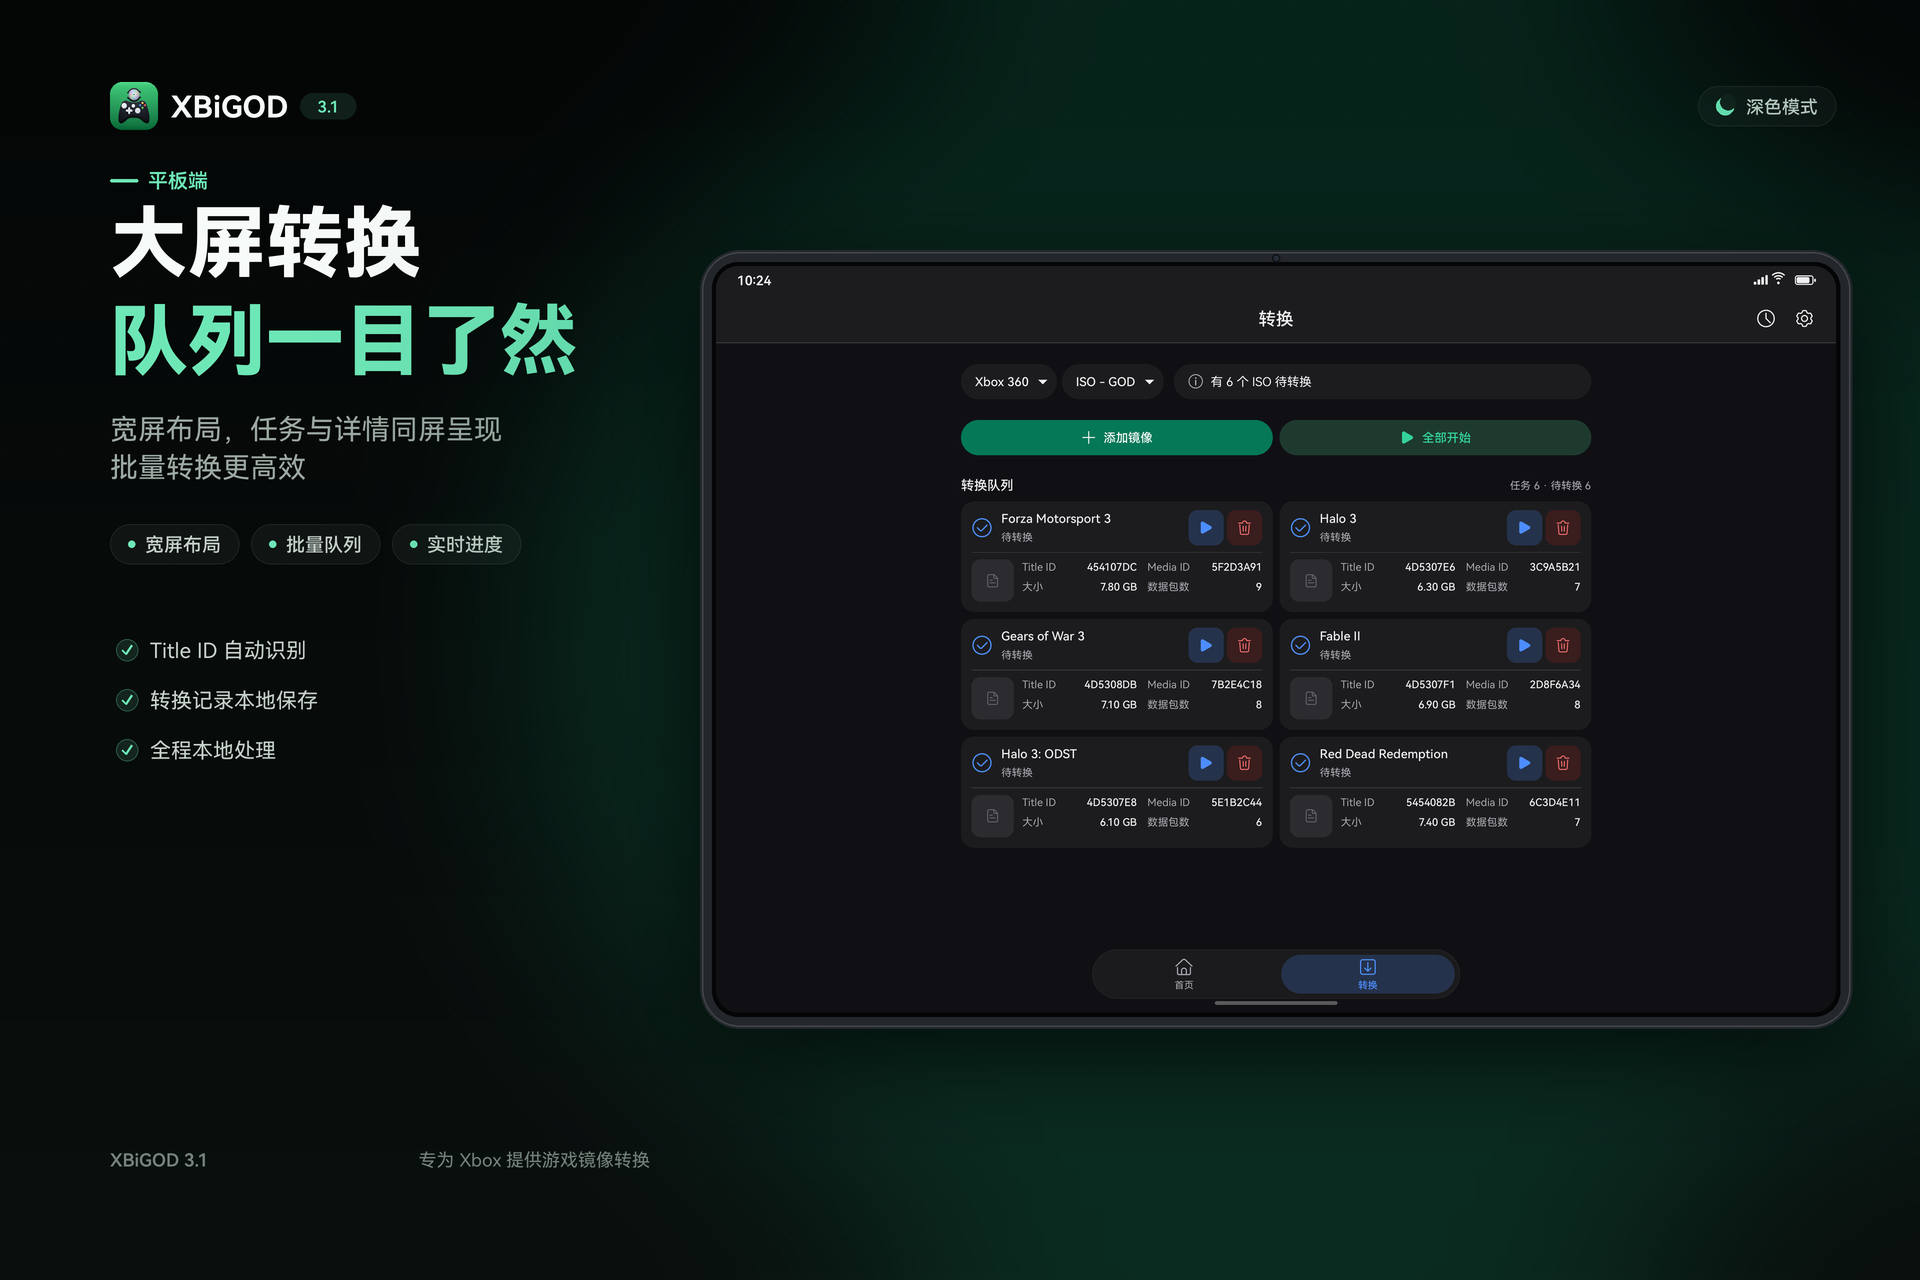 XBiGOD 3.1
深色模式
平板端
大屏转换
队列一目了然
宽屏布局，任务与详情同屏呈现
批量转换更高效
宽屏布局 批量队列 实时进度
Title ID 自动识别
转换记录本地保存
全程本地处理
XBiGOD 3.1 专为 Xbox 提供游戏镜像转换
10:24
转换
Xbox 360 ISO - GOD 有 6 个 ISO 待转换
添加镜像 全部开始
转换队列 任务 6 · 待转换 6
Forza Motorsport 3
待转换
Title ID 454107DC Media ID 5F2D3A91
大小 7.80 GB 数据包数 9
Halo 3
待转换
Title ID 4D5307E6 Media ID 3C9A5B21
大小 6.30 GB 数据包数 7
Gears of War 3
待转换
Title ID 4D5308DB Media ID 7B2E4C18
大小 7.10 GB 数据包数 8
Fable II
待转换
Title ID 4D5307F1 Media ID 2D8F6A34
大小 6.90 GB 数据包数 8
Halo 3: ODST
待转换
Title ID 4D5307E8 Media ID 5E1B2C44
大小 6.10 GB 数据包数 6
Red Dead Redemption
待转换
Title ID 5454082B Media ID 6C3D4E11
大小 7.40 GB 数据包数 7
首页 转换